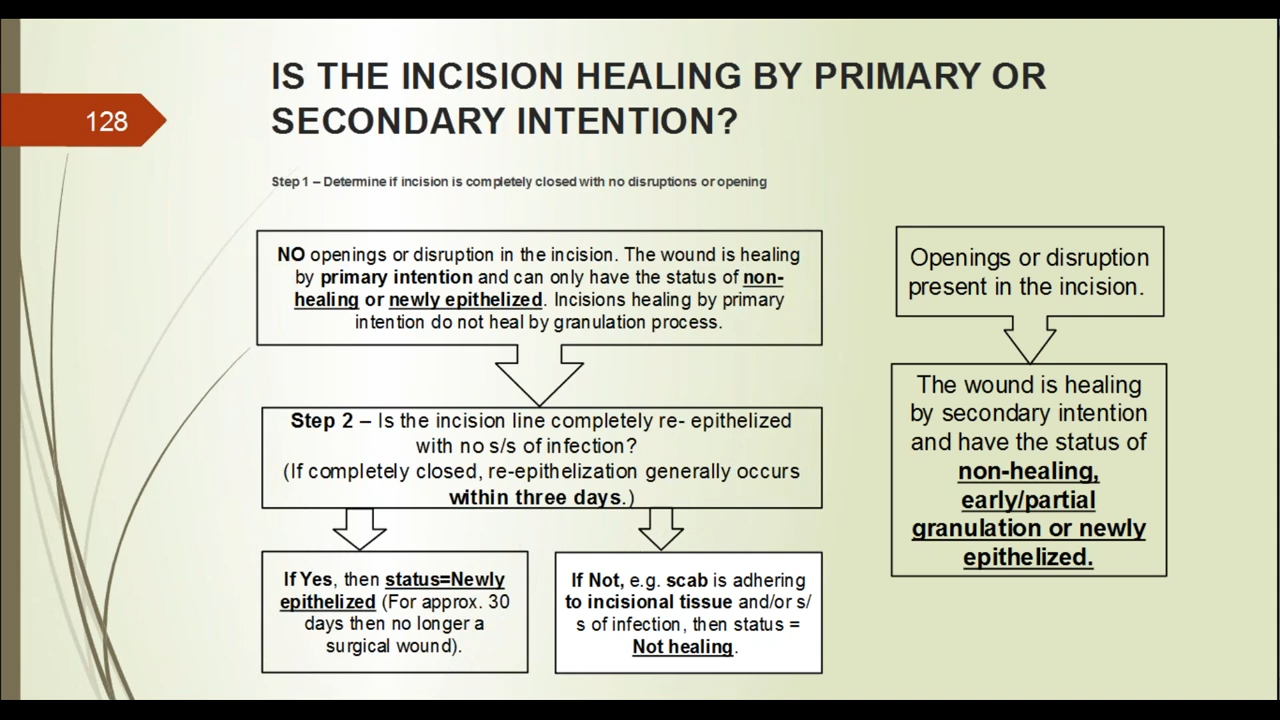 128
IS THE INCISION HEALING BY PRIMARY OR
SECONDARY INTENTION?
Step 1 – Determine if incision is completely closed with no disruptions or opening
NO openings or disruption in the incision. The wound is healing
by primary intention and can only have the status of non-
healing or newly epithelized. Incisions healing by primary
intention do not heal by granulation process.
Step 2 – Is the incision line completely re- epithelized
with no s/s of infection?
(If completely closed, re-epithelization generally occurs
within three days.)
If Yes, then status=Newly
epithelized (For approx. 30
days then no longer a
surgical wound).
If Not, e.g. scab is adhering
to incisional tissue and/or s/
s of infection, then status =
Not healing.
Openings or disruption
present in the incision.
The wound is healing
by secondary intention
and have the status of
non-healing,
early/partial
granulation or newly
epithelized.